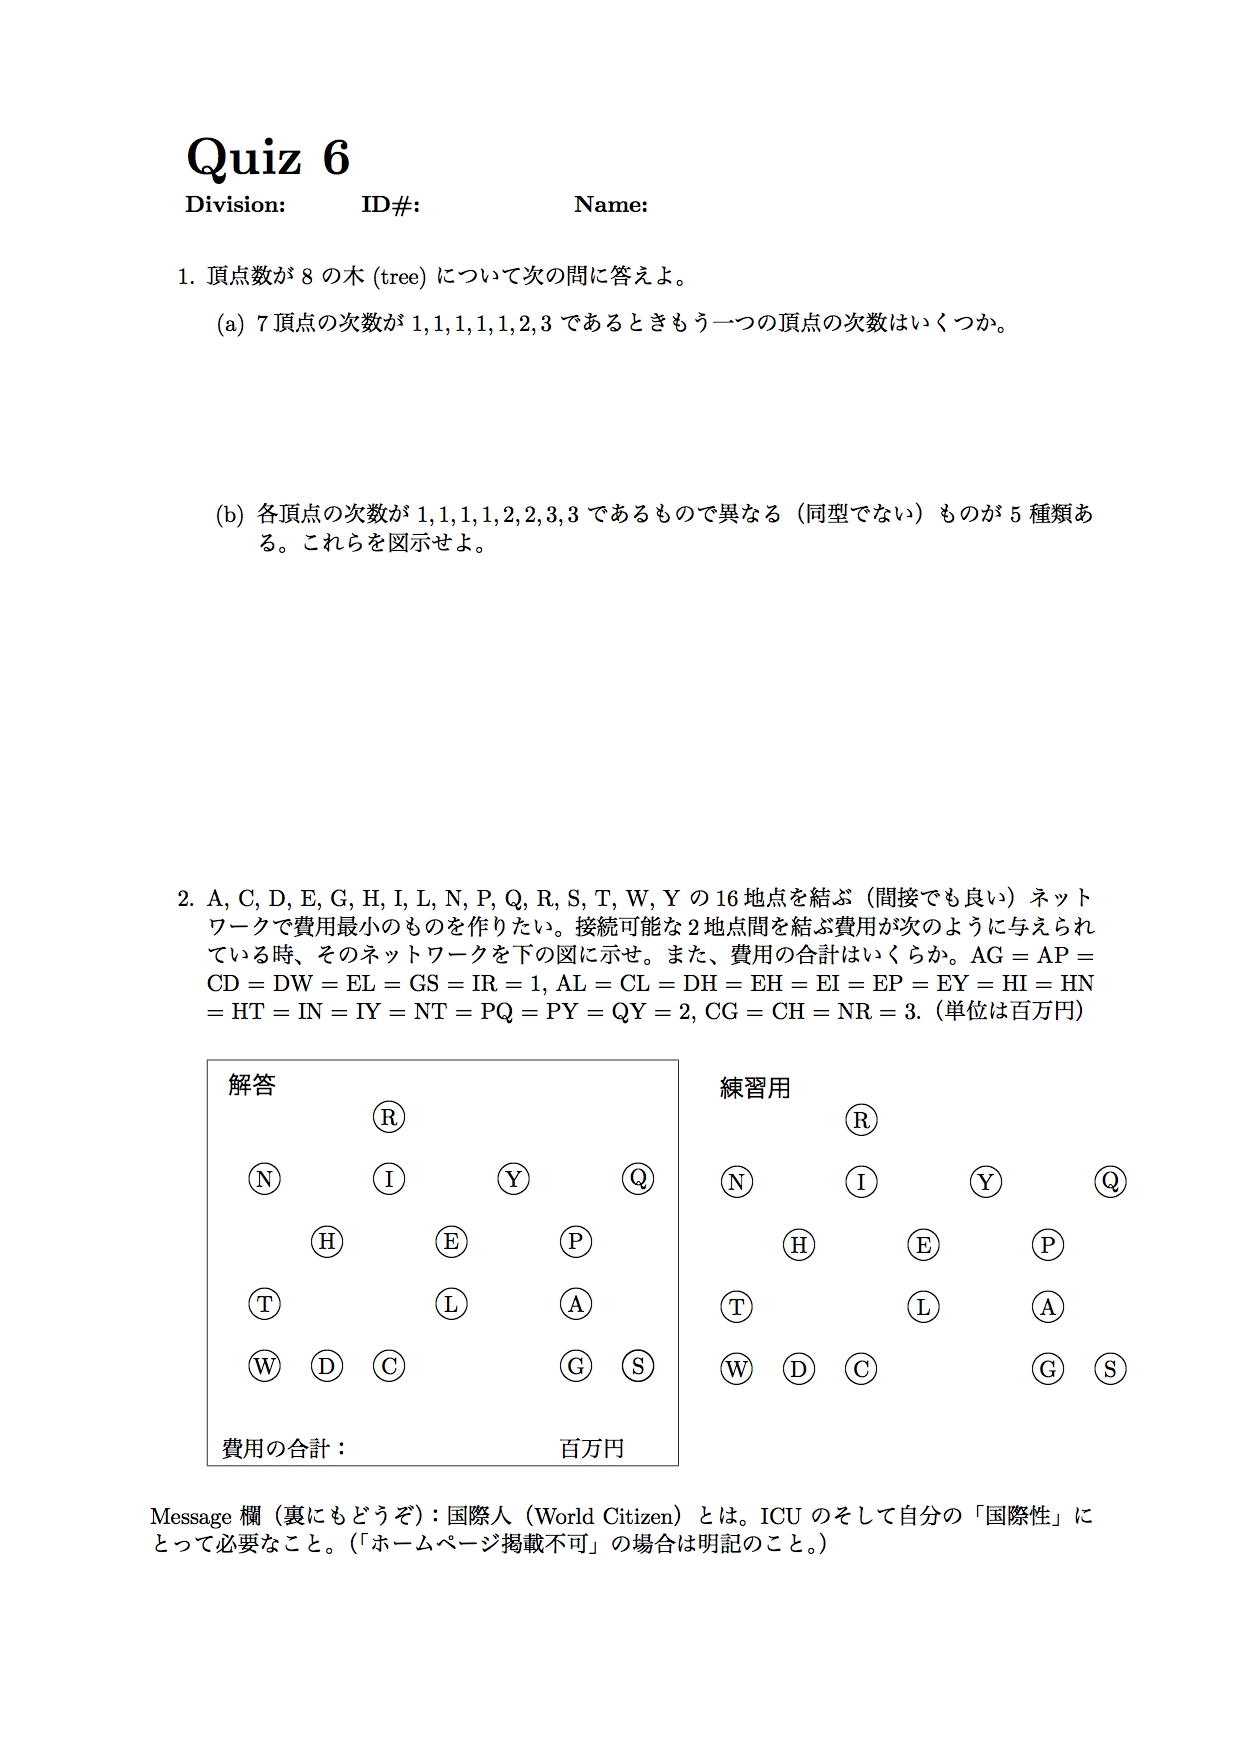 Quiz 6
Division: ID#: Name:
1. 頂点数が 8 の木 (tree) について次の問に答えよ。
(a) 7 頂点の次数が 1, 1, 1, 1, 1, 2, 3 であるときもう一つの頂点の次数はいくつか。
(b) 各頂点の次数が 1, 1, 1, 1, 2, 2, 3, 3 であるもので異なる（同型でない）ものが 5 種類あ
る。これらを図示せよ。
2. A, C, D, E, G, H, I, L, N, P, Q, R, S, T, W, Y の 16 地点を結ぶ（間接でも良い）ネット
ワークで費用最小のものを作りたい。接続可能な 2 地点間を結ぶ費用が次のように与えられ
ている時、そのネットワークを下の図に示せ。また、費用の合計はいくらか。AG = AP =
CD = DW = EL = GS = IR = 1, AL = CL = DH = EH = EI = EP = EY = HI = HN
= HT = IN = IY = NT = PQ = PY = QY = 2, CG = CH = NR = 3.（単位は百万円）
解答
R
N I Y Q
H E P
T L A
W D C G S
費用の合計： 百万円
練習用
R
N I Y Q
H E P
T L A
W D C G S
Message 欄（裏にもどうぞ）：国際人（World Citizen）とは。ICU のそして自分の「国際性」に
とって必要なこと。（「ホームページ掲載不可」の場合は明記のこと。）